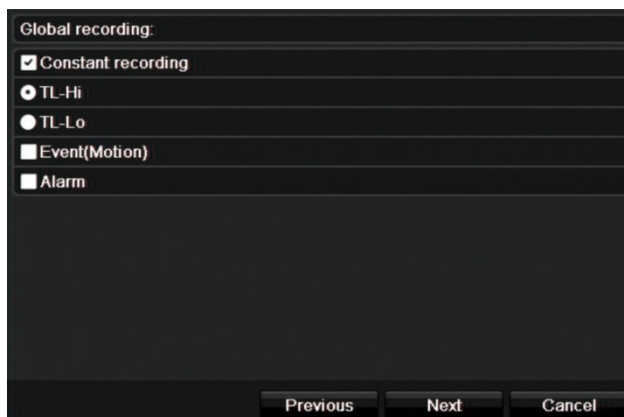 Global recording:
Constant recording
TL-Hi
TL-Lo
Event(Motion)
Alarm
Previous Next Cancel